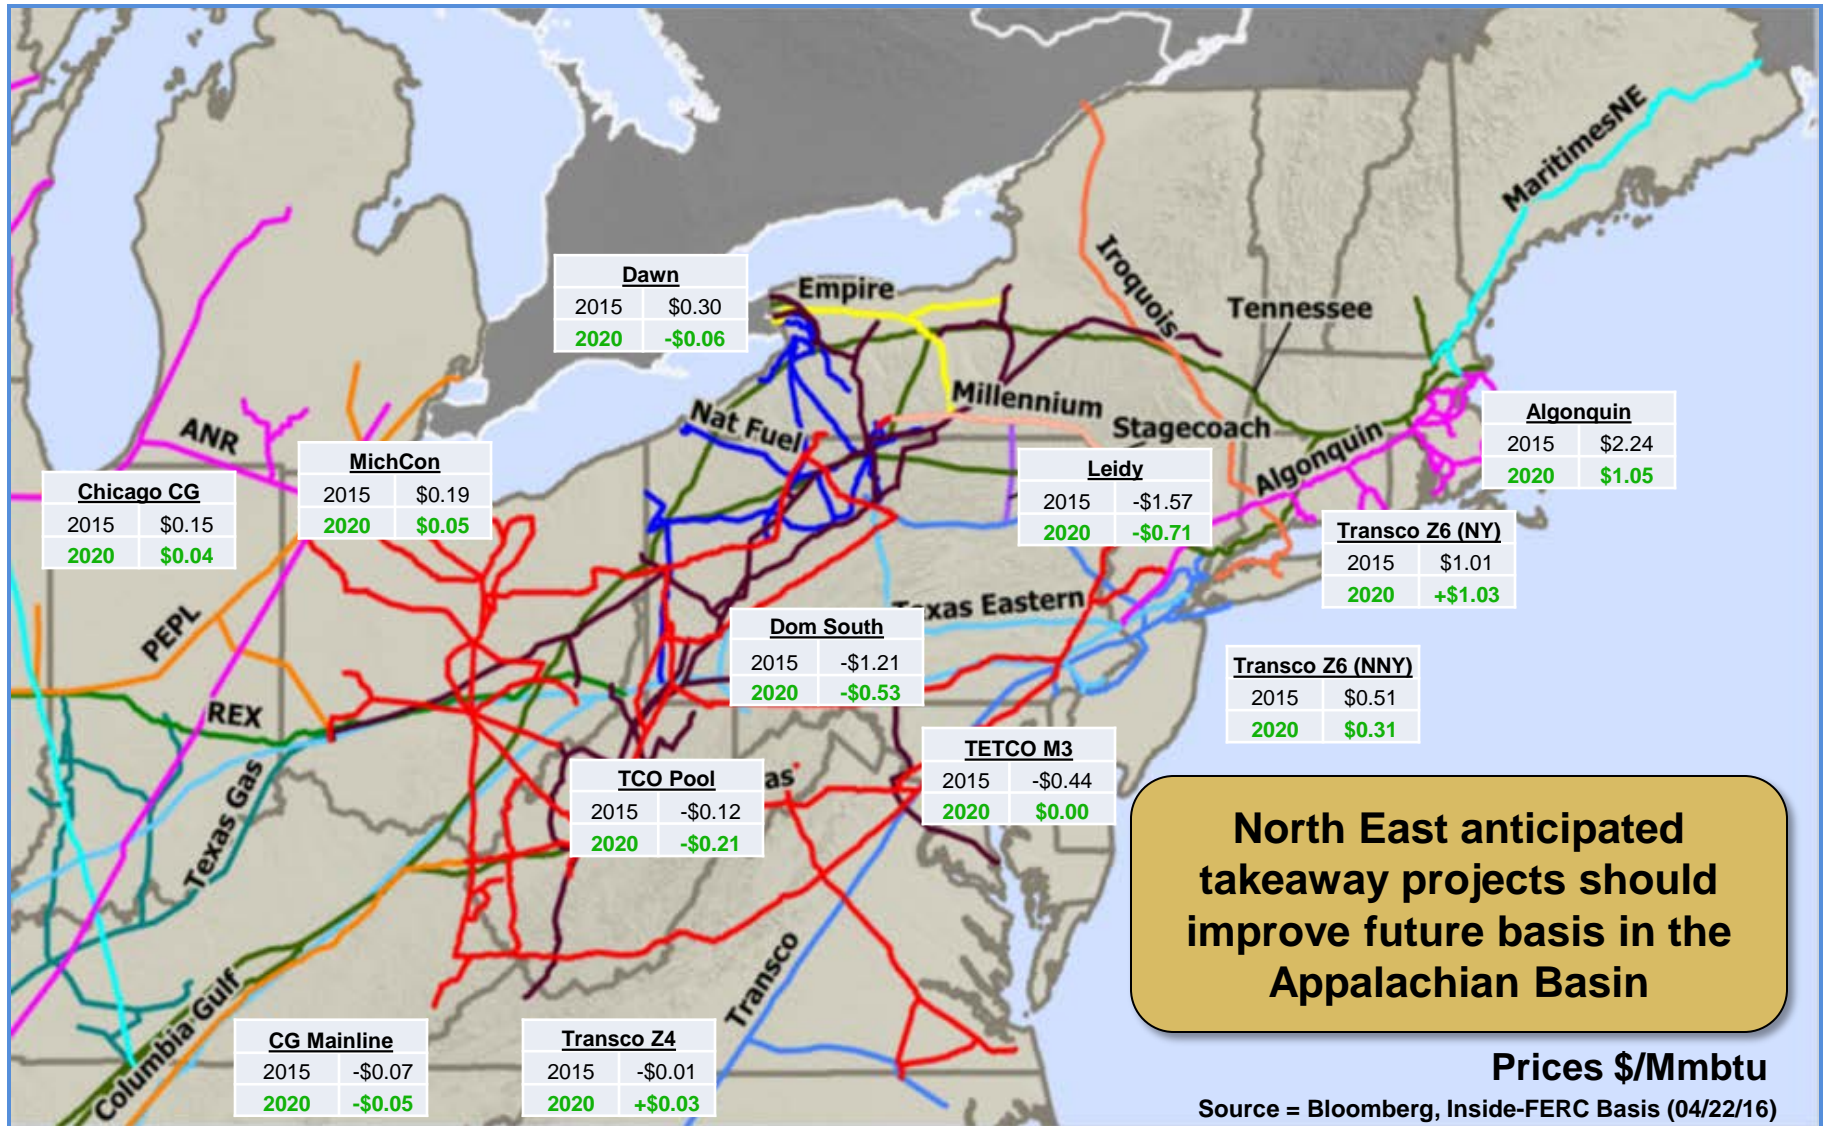 MaritimesNE
Iroquois
Tennessee
Dawn
2015 $0.30
2020 -$0.06
Empire
Millennium
Stagecoach
Nat Fuel
Algonquin
Algonquin
2015 $2.24
2020 $1.05
ANR
MichCon
2015 $0.19
2020 $0.05
Chicago CG
2015 $0.15
2020 $0.04
Leidy
2015 -$1.57
2020 -$0.71
Transco Z6 (NY)
2015 $1.01
2020 +$1.03
PEPL
Texas Eastern
Dom South
2015 -$1.21
2020 -$0.53
Transco Z6 (NNY)
2015 $0.51
2020 $0.31
REX
Texas Gas
TETCO M3
2015 -$0.44
2020 $0.00
TCO Pool
2015 -$0.12
2020 -$0.21
as
North East anticipated
takeaway projects should
improve future basis in the
Appalachian Basin
Transco
Columbia Gulf
CG Mainline
2015 -$0.07
2020 -$0.05
Transco Z4
2015 -$0.01
2020 +$0.03
Prices $/Mmbtu
Source = Bloomberg, Inside-FERC Basis (04/22/16)